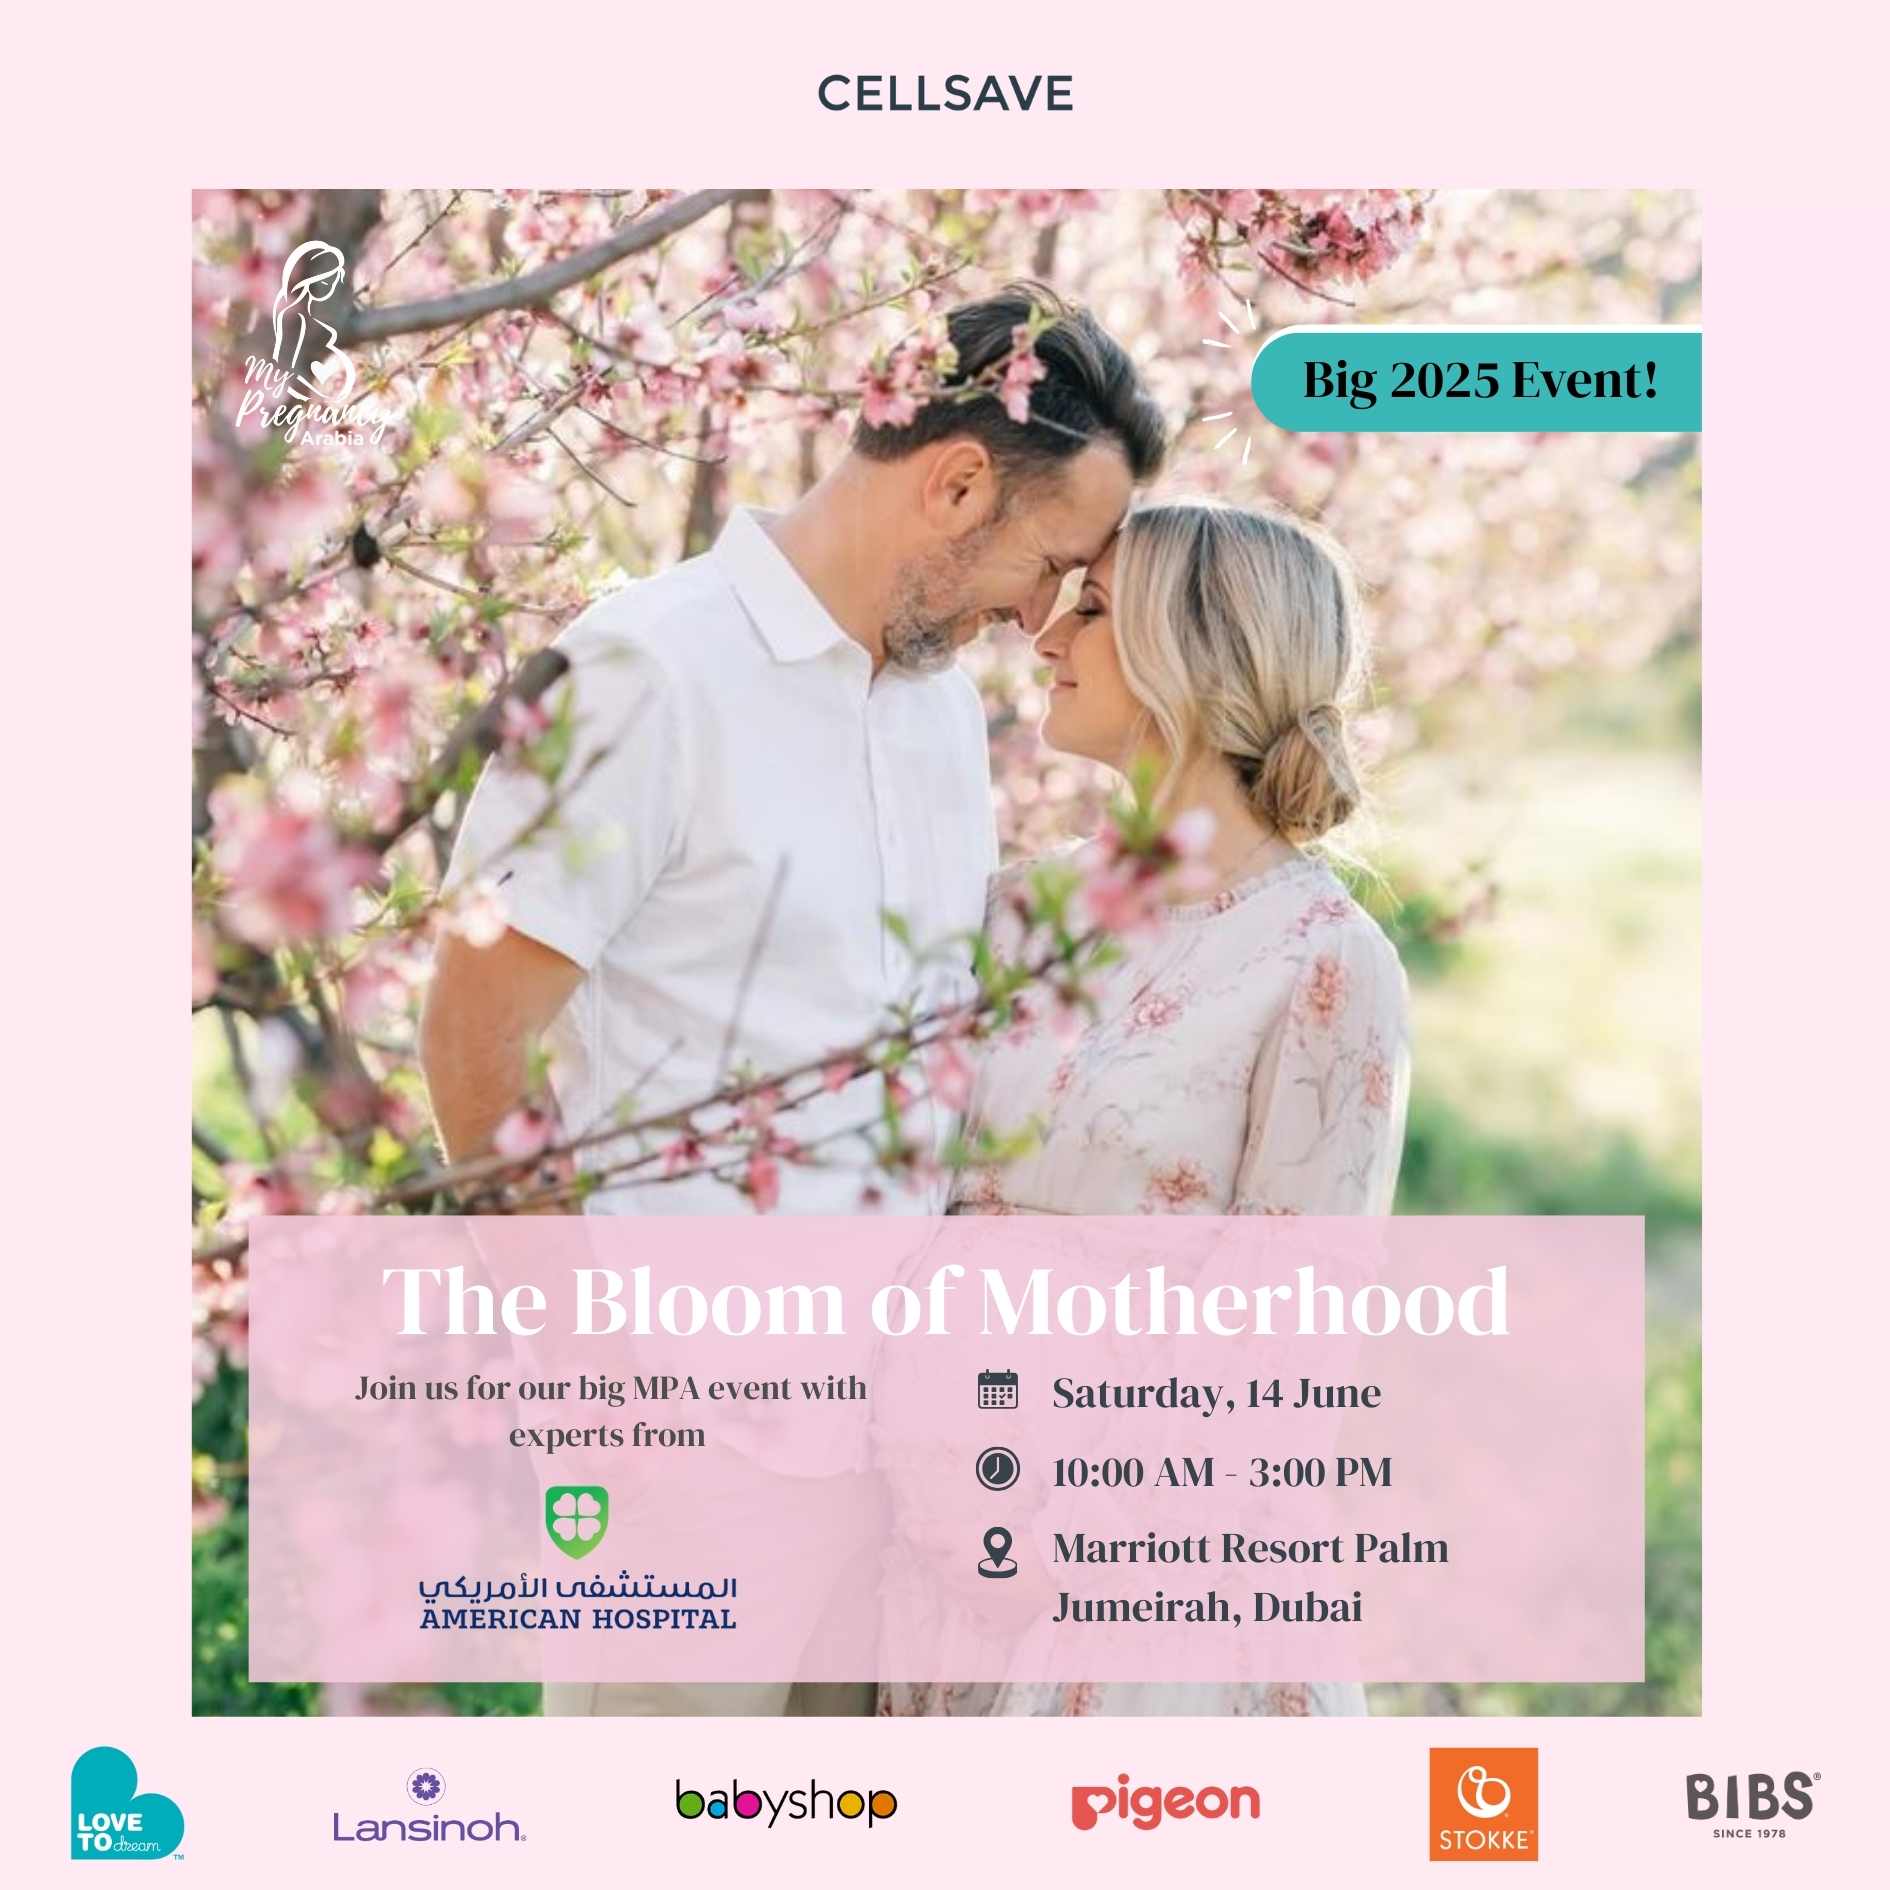 CELLSAVE
My
Pregnancy
Arabia
Big 2025 Event!
The Bloom of Motherhood
Join us for our big MPA event with
experts from
المستشفى الأمريكي
AMERICAN HOSPITAL
Saturday, 14 June
10:00 AM - 3:00 PM
Marriott Resort Palm
Jumeirah, Dubai
LOVE
TO dream
TM
Lansinoh®
babyshop
pigeon
STOKKE®
BIBS®
SINCE 1978